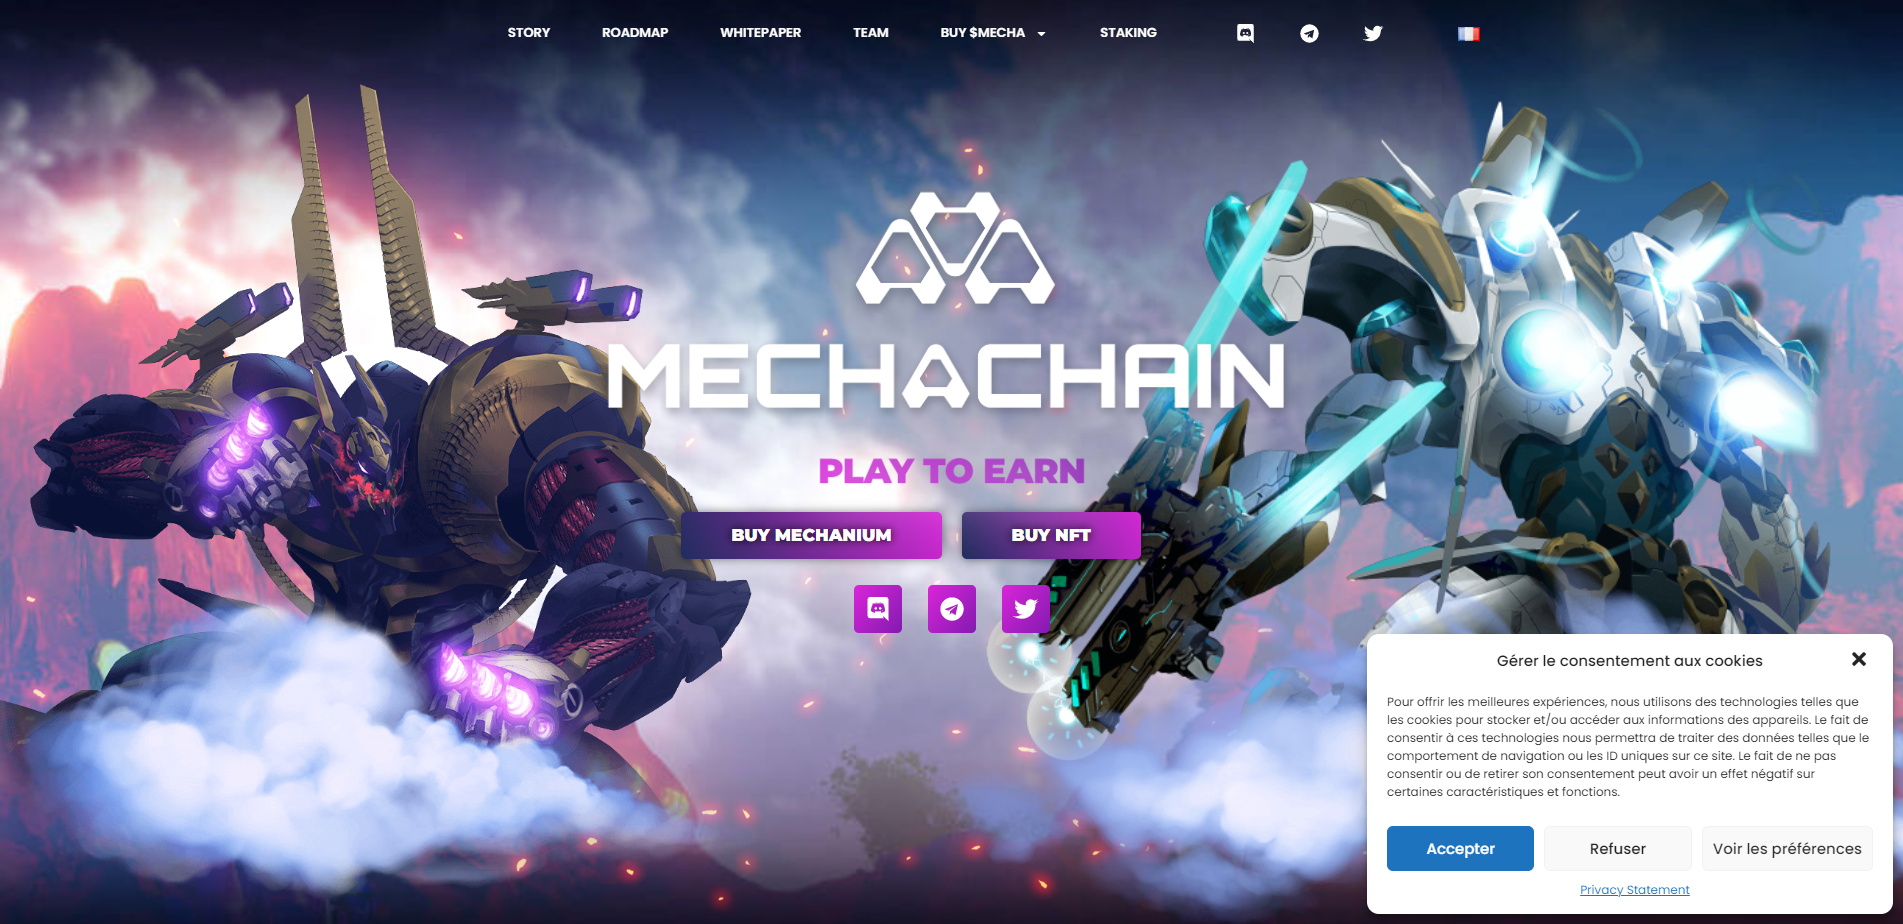 STORY ROADMAP WHITEPAPER TEAM BUY $MECHA STAKING
MECHACHAIN
PLAY TO EARN
BUY MECHANIUM BUY NFT
Gérer le consentement aux cookies
Pour offrir les meilleures expériences, nous utilisons des technologies telles que
les cookies pour stocker et/ou accéder aux informations des appareils. Le fait de
consentir à ces technologies nous permettra de traiter des données telles que le
comportement de navigation ou les ID uniques sur ce site. Le fait de ne pas
consentir ou de retirer son consentement peut avoir un effet négatif sur
certaines caractéristiques et fonctions.
Accepter Refuser Voir les préférences
Privacy Statement